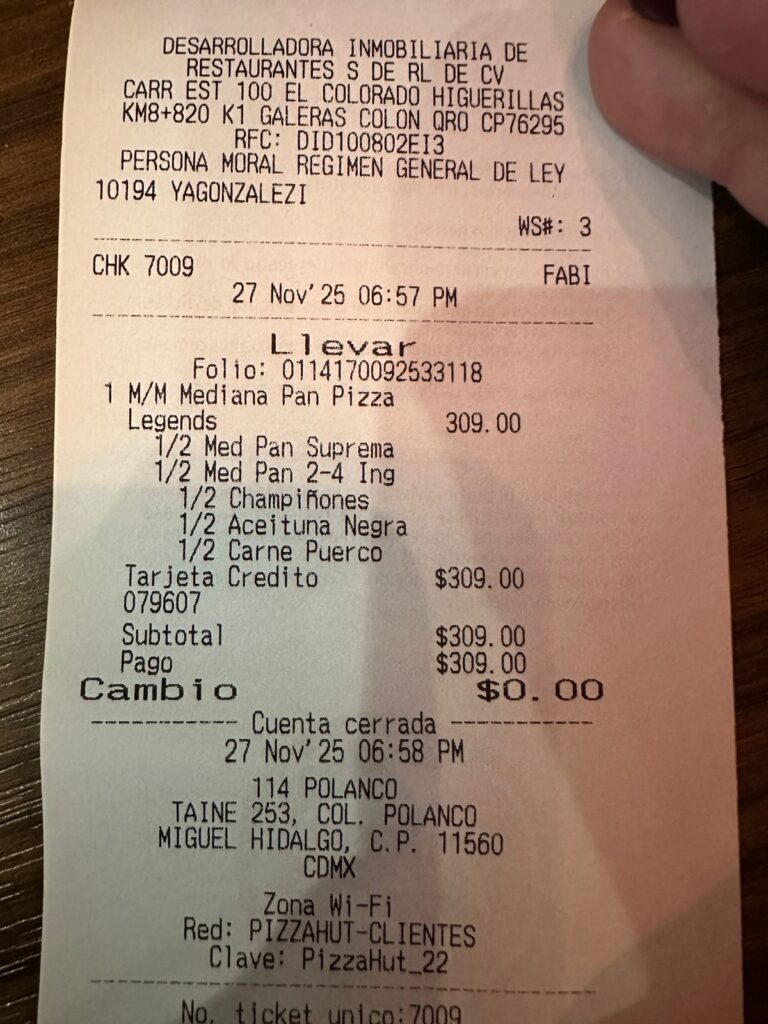 DESARROLLADORA INMOBILIARIA DE
RESTAURANTES S DE RL DE CV
CARR EST 100 EL COLORADO HIGUERILLAS
KM8+820 K1 GALERAS COLON QRO CP76295
RFC: DID100802EI3
PERSONA MORAL REGIMEN GENERAL DE LEY
10194 YAGONZALEZI
WS#: 3
CHK 7009 FABI
27 Nov'25 06:57 PM
Llevar
Folio: 0114170092533118
1 M/M Mediana Pan Pizza
Legends 309.00
1/2 Med Pan Suprema
1/2 Med Pan 2-4 Ing
1/2 Champiñones
1/2 Aceituna Negra
1/2 Carne Puerco
Tarjeta Credito $309.00
079607
Subtotal $309.00
Pago $309.00
Cambio $0.00
---------- Cuenta cerrada ----------
27 Nov'25 06:58 PM
114 POLANCO
TAINE 253, COL. POLANCO
MIGUEL HIDALGO, C.P. 11560
CDMX
Zona Wi-Fi
Red: PIZZAHUT-CLIENTES
Clave: PizzaHut_22
No. ticket unico:7009